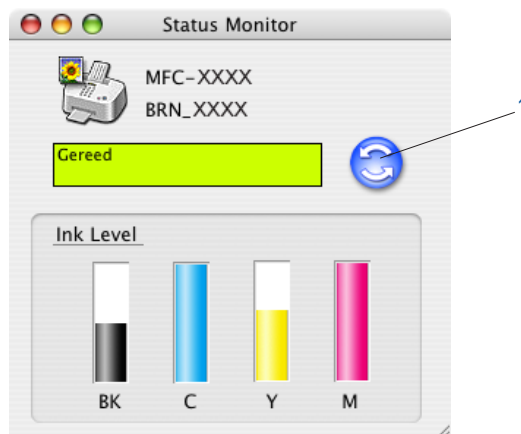 Status Monitor
MFC-XXXX
BRN_XXXX
Gereed
Ink Level
BK C Y M